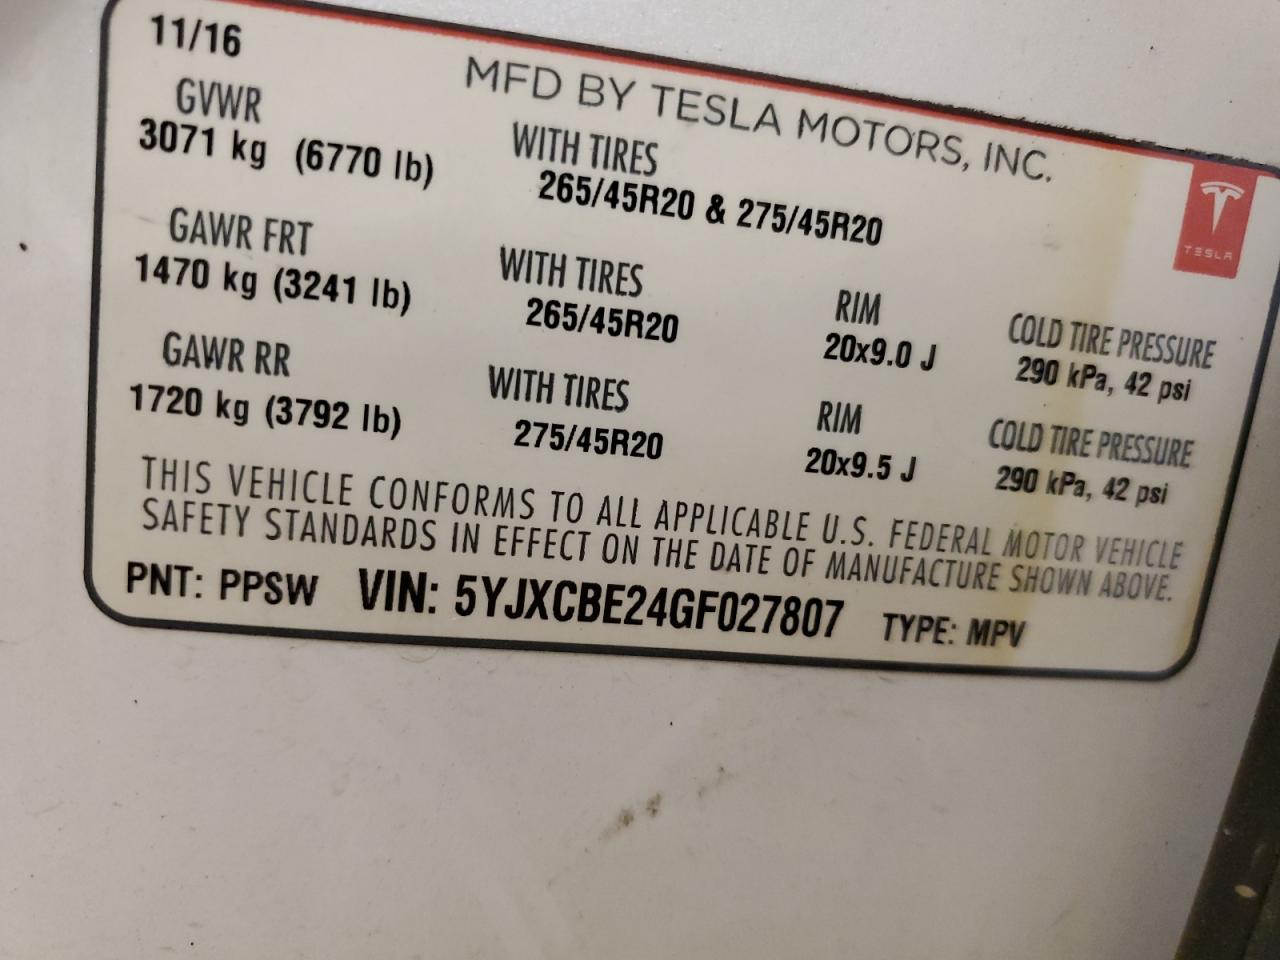 11/16
MFD BY TESLA MOTORS, INC.
GVWR
3071 kg (6770 lb)
WITH TIRES
265/45R20 & 275/45R20
TESLA
GAWR FRT
1470 kg (3241 lb)
WITH TIRES
265/45R20
RIM
20x9.0 J
COLD TIRE PRESSURE
290 kPa, 42 psi
GAWR RR
1720 kg (3792 lb)
WITH TIRES
275/45R20
RIM
20x9.5 J
COLD TIRE PRESSURE
290 kPa, 42 psi
THIS VEHICLE CONFORMS TO ALL APPLICABLE U.S. FEDERAL MOTOR VEHICLE
SAFETY STANDARDS IN EFFECT ON THE DATE OF MANUFACTURE SHOWN ABOVE.
PNT: PPSW VIN: 5YJXCBE24GF027807 TYPE: MPV